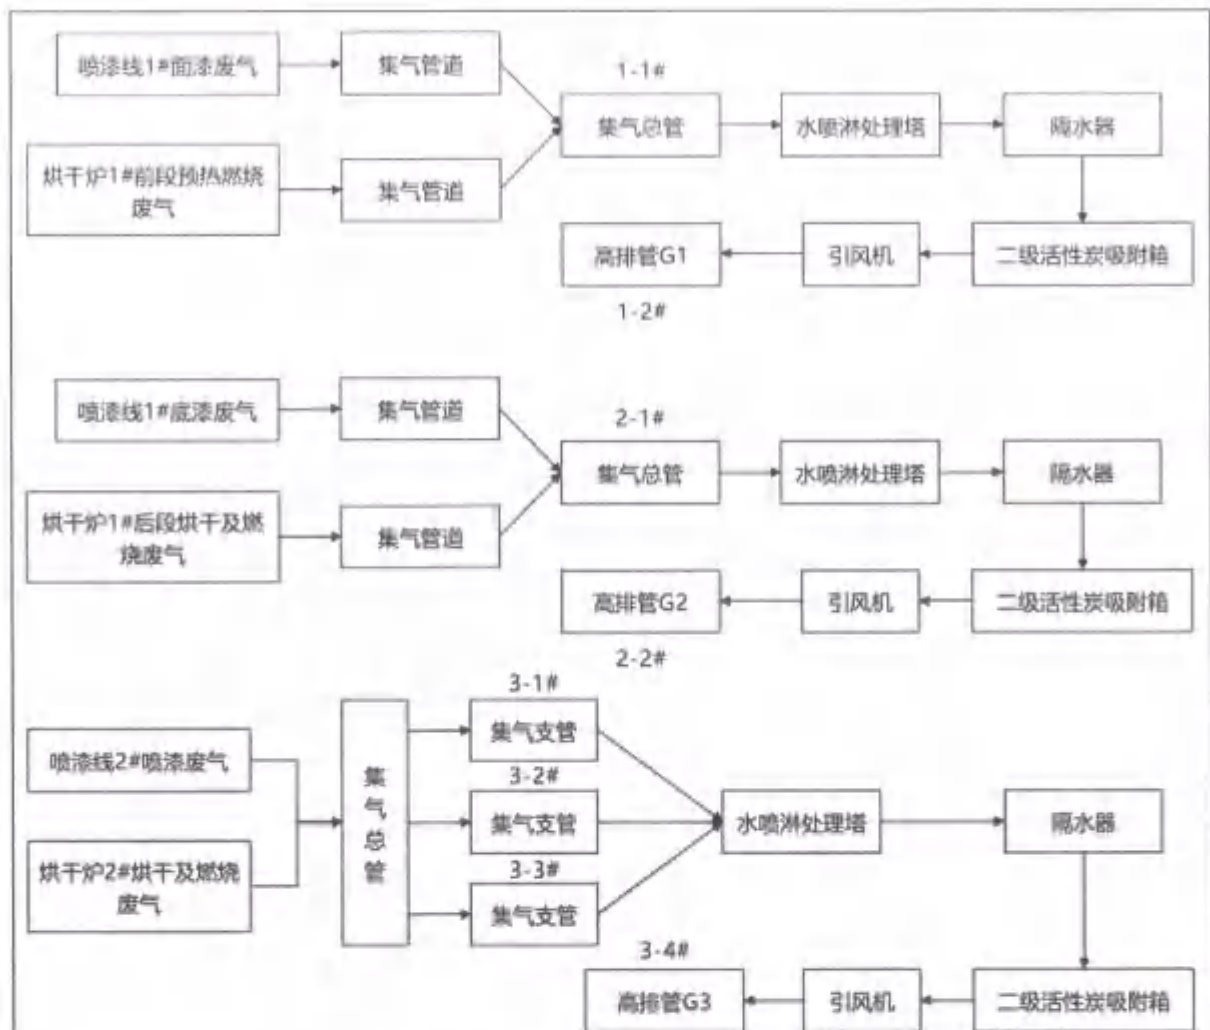 喷漆线1#面漆废气
集气管道
1-1#
集气总管
水喷淋处理塔
隔水器
烘干炉1#前段预热燃烧
废气
集气管道
高排管G1
引风机
二级活性炭吸附箱
1-2#
喷漆线1#底漆废气
集气管道
2-1#
集气总管
水喷淋处理塔
隔水器
烘干炉1#后段烘干及燃
烧废气
集气管道
高排管G2
引风机
二级活性炭吸附箱
2-2#
喷漆线2#喷漆废气
烘干炉2#烘干及燃烧
废气
集气总管
3-1#
集气支管
3-2#
集气支管
3-3#
集气支管
水喷淋处理塔
隔水器
3-4#
高排管G3
引风机
二级活性炭吸附箱